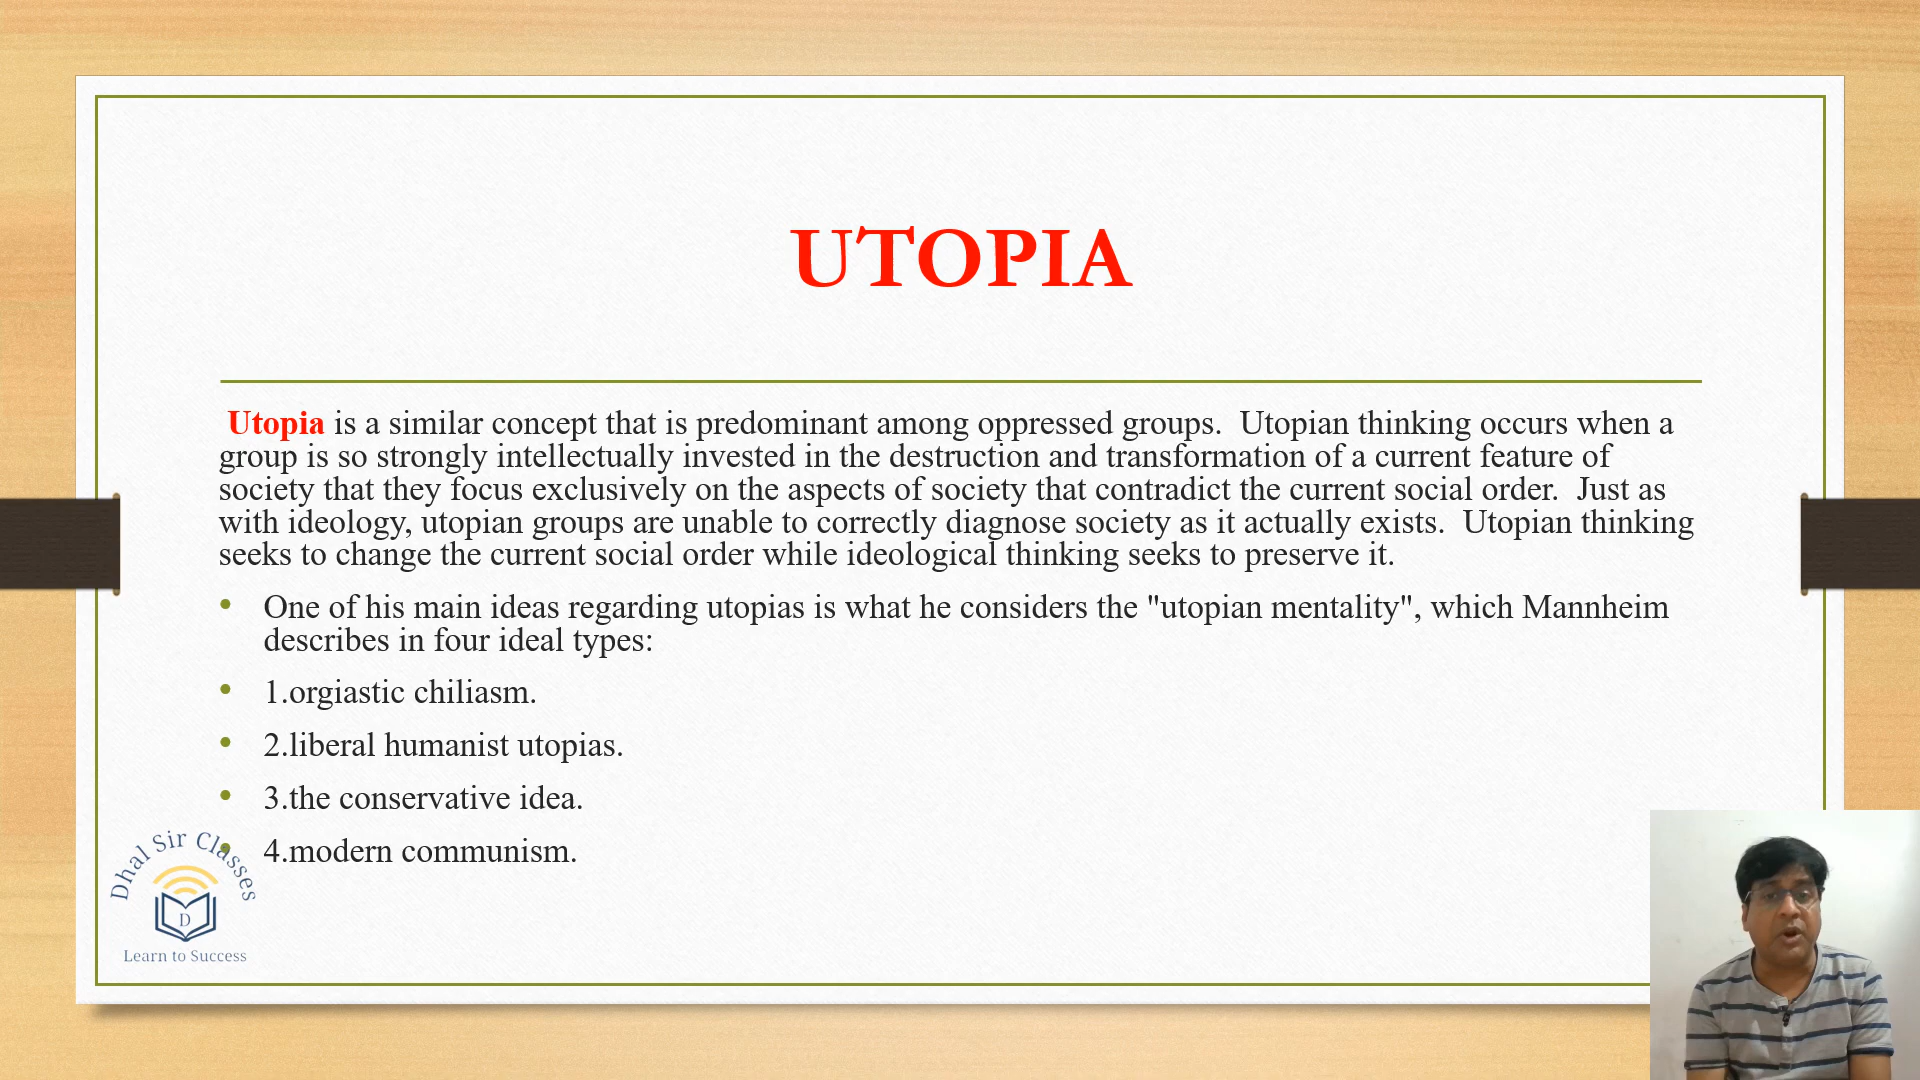 UTOPIA
Utopia is a similar concept that is predominant among oppressed groups.  Utopian thinking occurs when a
group is so strongly intellectually invested in the destruction and transformation of a current feature of
society that they focus exclusively on the aspects of society that contradict the current social order.  Just as
with ideology, utopian groups are unable to correctly diagnose society as it actually exists.  Utopian thinking
seeks to change the current social order while ideological thinking seeks to preserve it.
• One of his main ideas regarding utopias is what he considers the "utopian mentality", which Mannheim
describes in four ideal types:
• 1.orgiastic chiliasm.
• 2.liberal humanist utopias.
• 3.the conservative idea.
• 4.modern communism.
Dhal Sir Classes
D
Learn to Success